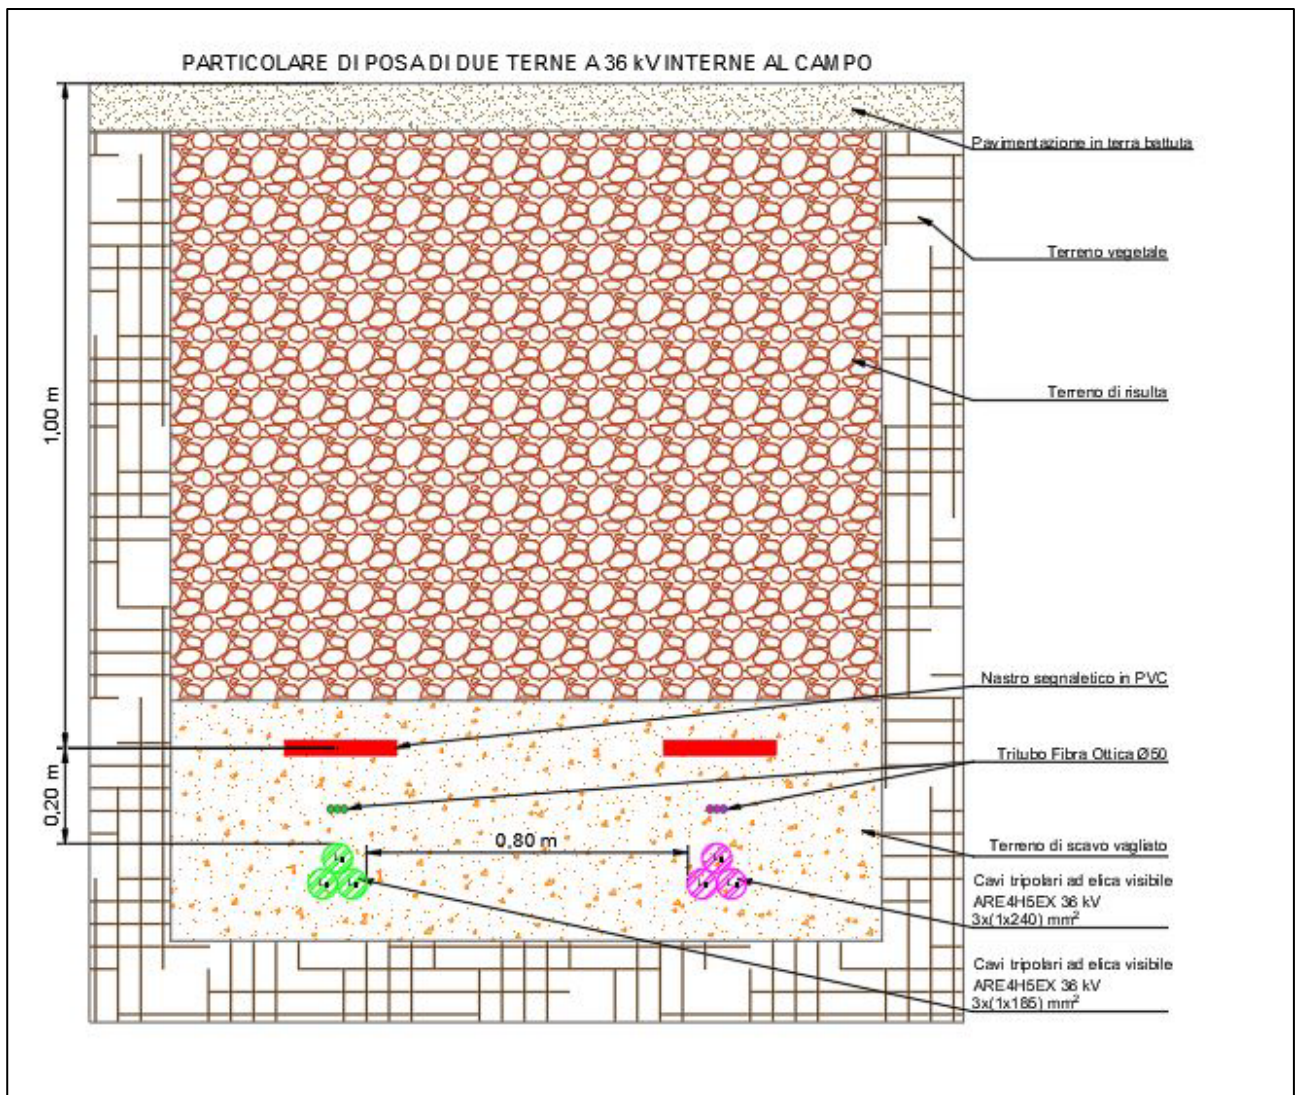 PARTICOLARE DI POSA DI DUE TERNE A 36 kV INTERNE AL CAMPO
Pavimentazione in terra battuta
Terreno vegetale
Terreno di risulta
1,00 m
Nastro segnaletico in PVC
Tritubo Fibra Ottica Ø50
0,20 m
0,80 m
Terreno di scavo vagliato
Cavi tripolari ad elica visibile
ARE4H5EX 36 kV
3x(1x240) mm²
Cavi tripolari ad elica visibile
ARE4H5EX 36 kV
3x(1x185) mm²